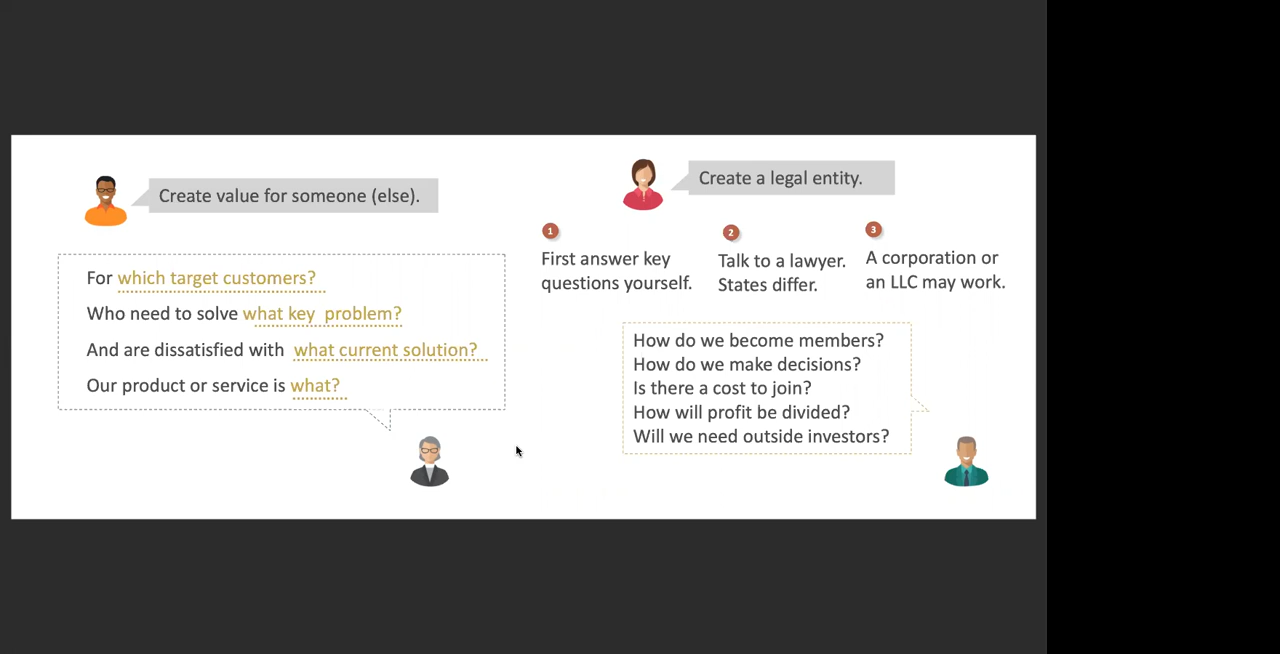 Create value for someone (else).
For which target customers?
Who need to solve what key problem?
And are dissatisfied with what current solution?
Our product or service is what?
Create a legal entity.
1
First answer key
questions yourself.
2
Talk to a lawyer.
States differ.
3
A corporation or
an LLC may work.
How do we become members?
How do we make decisions?
Is there a cost to join?
How will profit be divided?
Will we need outside investors?